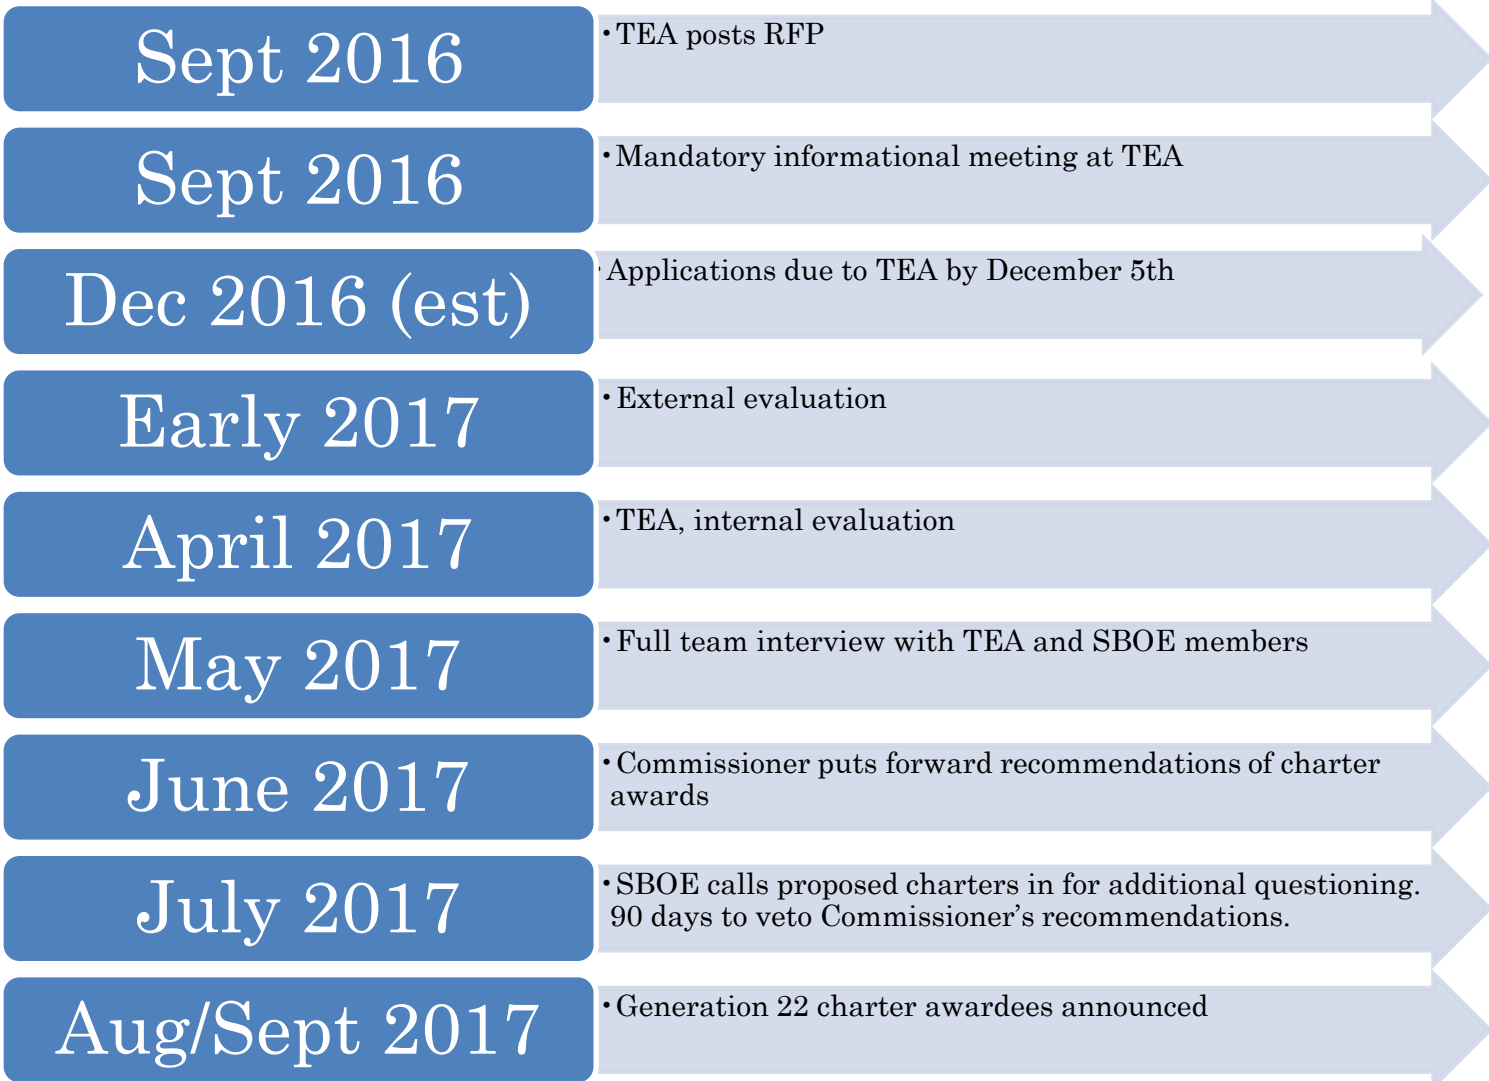 Sept 2016
•TEA posts RFP
Sept 2016
•Mandatory informational meeting at TEA
Dec 2016 (est)
•Applications due to TEA by December 5th
Early 2017
•External evaluation
April 2017
•TEA, internal evaluation
May 2017
•Full team interview with TEA and SBOE members
June 2017
•Commissioner puts forward recommendations of charter
awards
July 2017
•SBOE calls proposed charters in for additional questioning.
90 days to veto Commissioner’s recommendations.
Aug/Sept 2017
•Generation 22 charter awardees announced